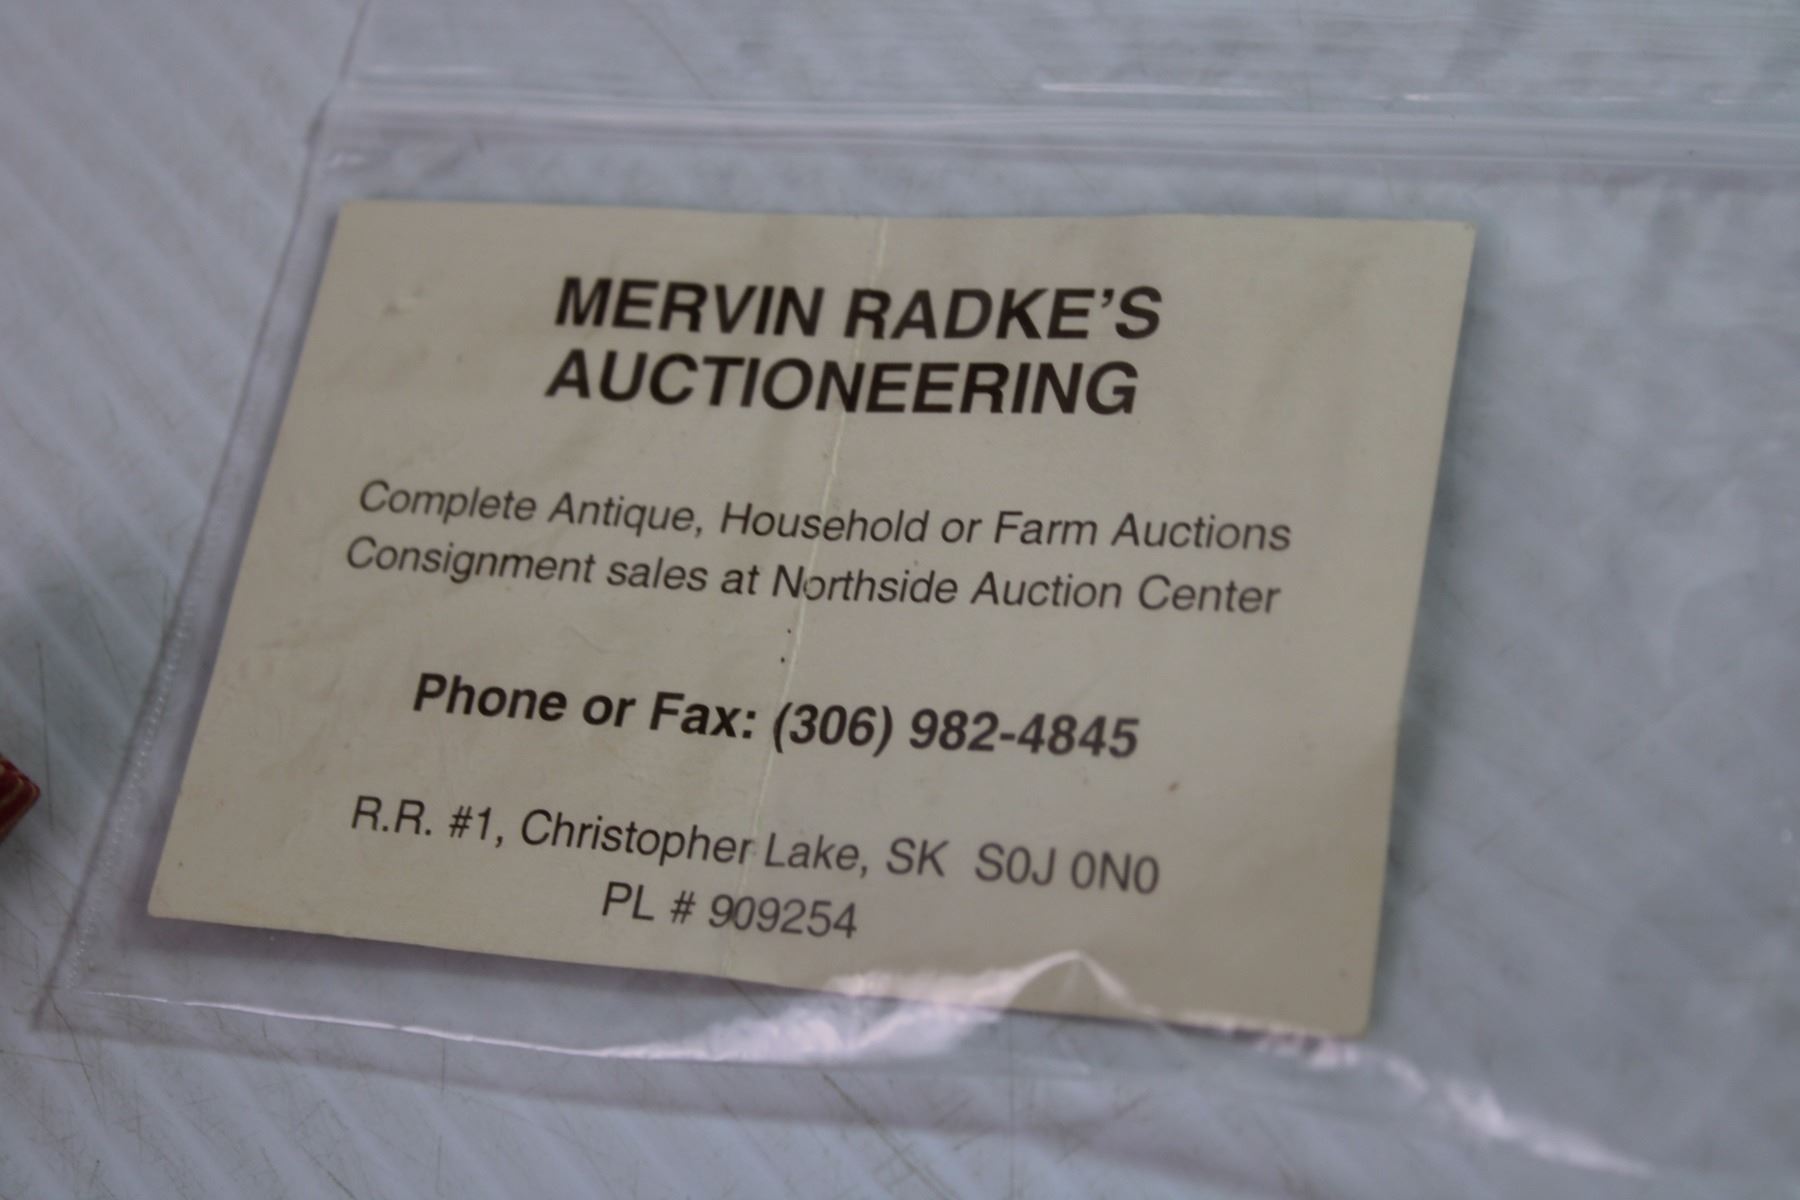 MERVIN RADKE'S
AUCTIONEERING
Complete Antique, Household or Farm Auctions
Consignment sales at Northside Auction Center
Phone or Fax: (306) 982-4845
R.R. #1, Christopher Lake, SK S0J 0N0
PL # 909254